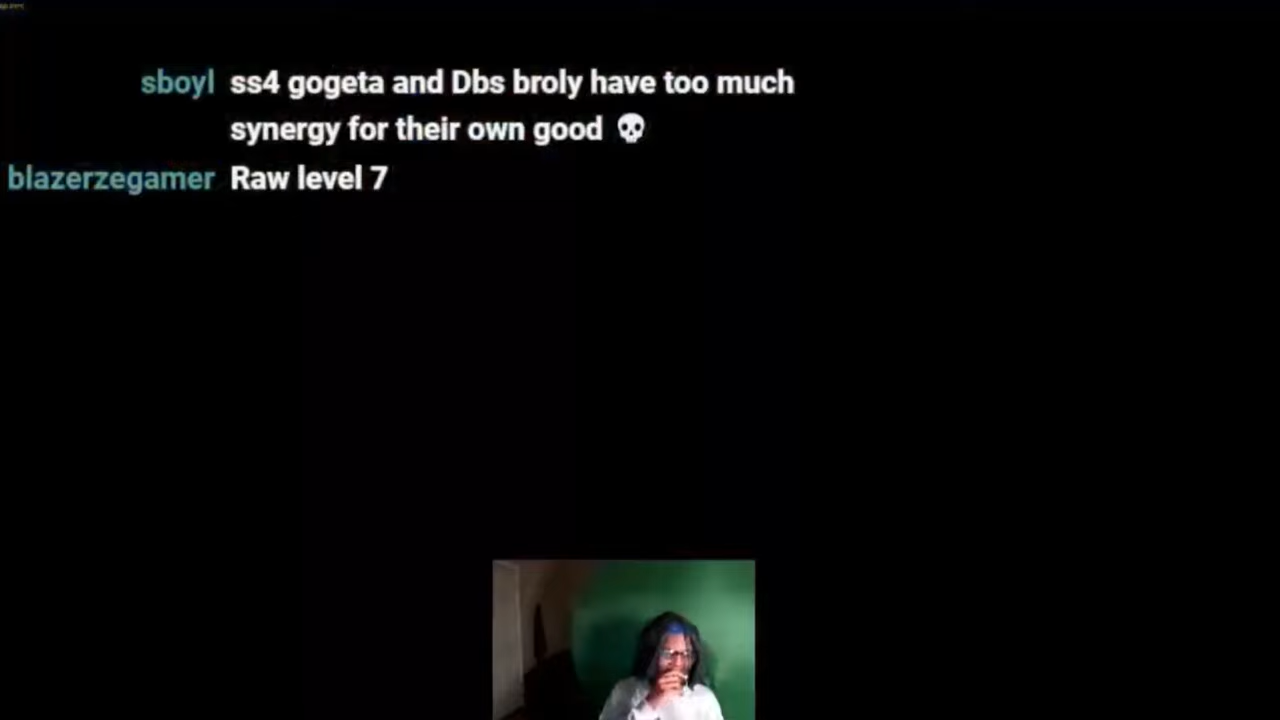 sboyl ss4 gogeta and Dbs broly have too much
synergy for their own good 💀
blazerzegamer Raw level 7